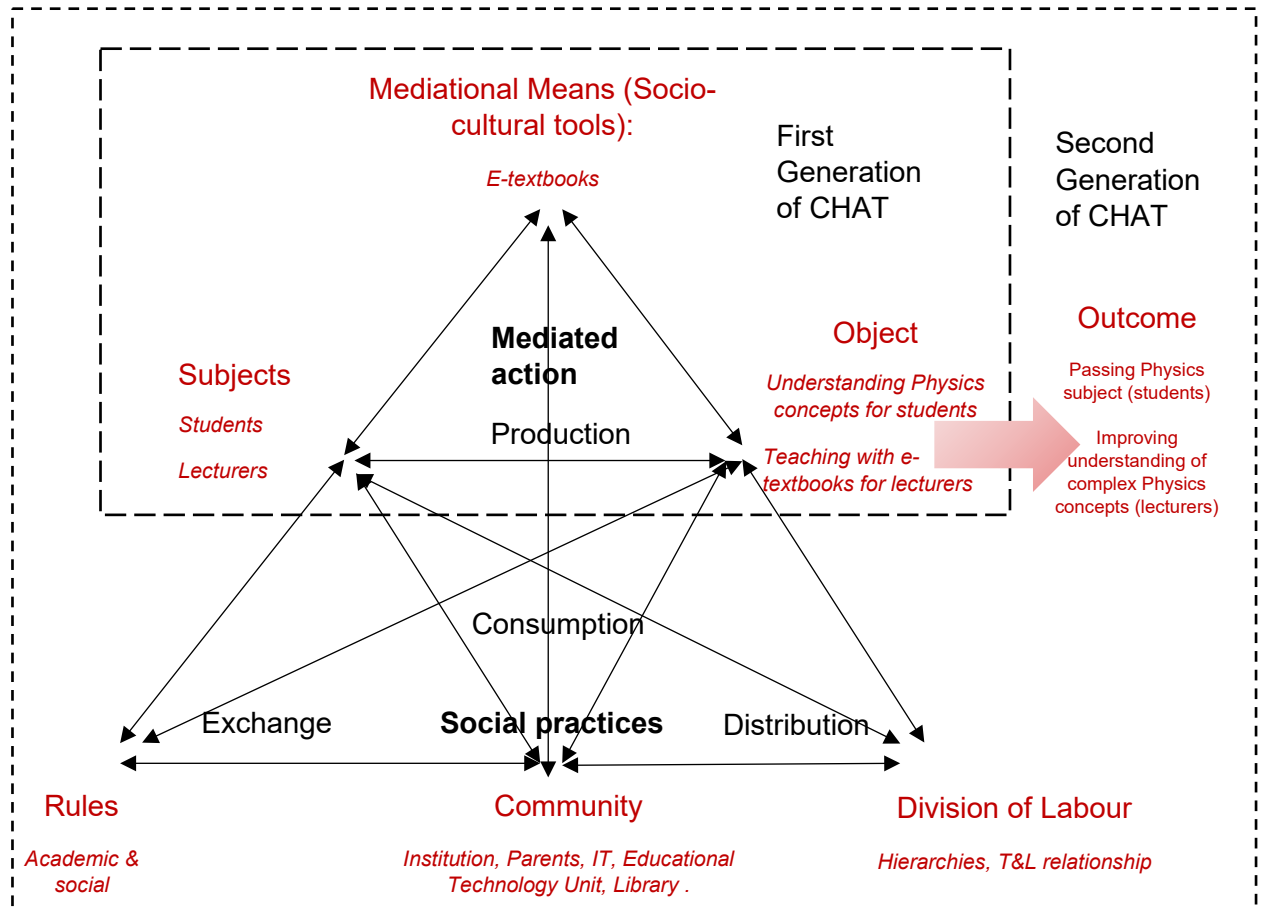 Mediational Means (Socio-
cultural tools):
E-textbooks
First
Generation
of CHAT
Second
Generation
of CHAT
Mediated
action
Production
Subjects
Students
Lecturers
Object
Understanding Physics
concepts for students
Teaching with e-
textbooks for lecturers
Outcome
Passing Physics
subject (students)
Improving
understanding of
complex Physics
concepts (lecturers)
Consumption
Exchange
Social practices
Distribution
Rules
Academic &
social
Community
Institution, Parents, IT, Educational
Technology Unit, Library .
Division of Labour
Hierarchies, T&L relationship